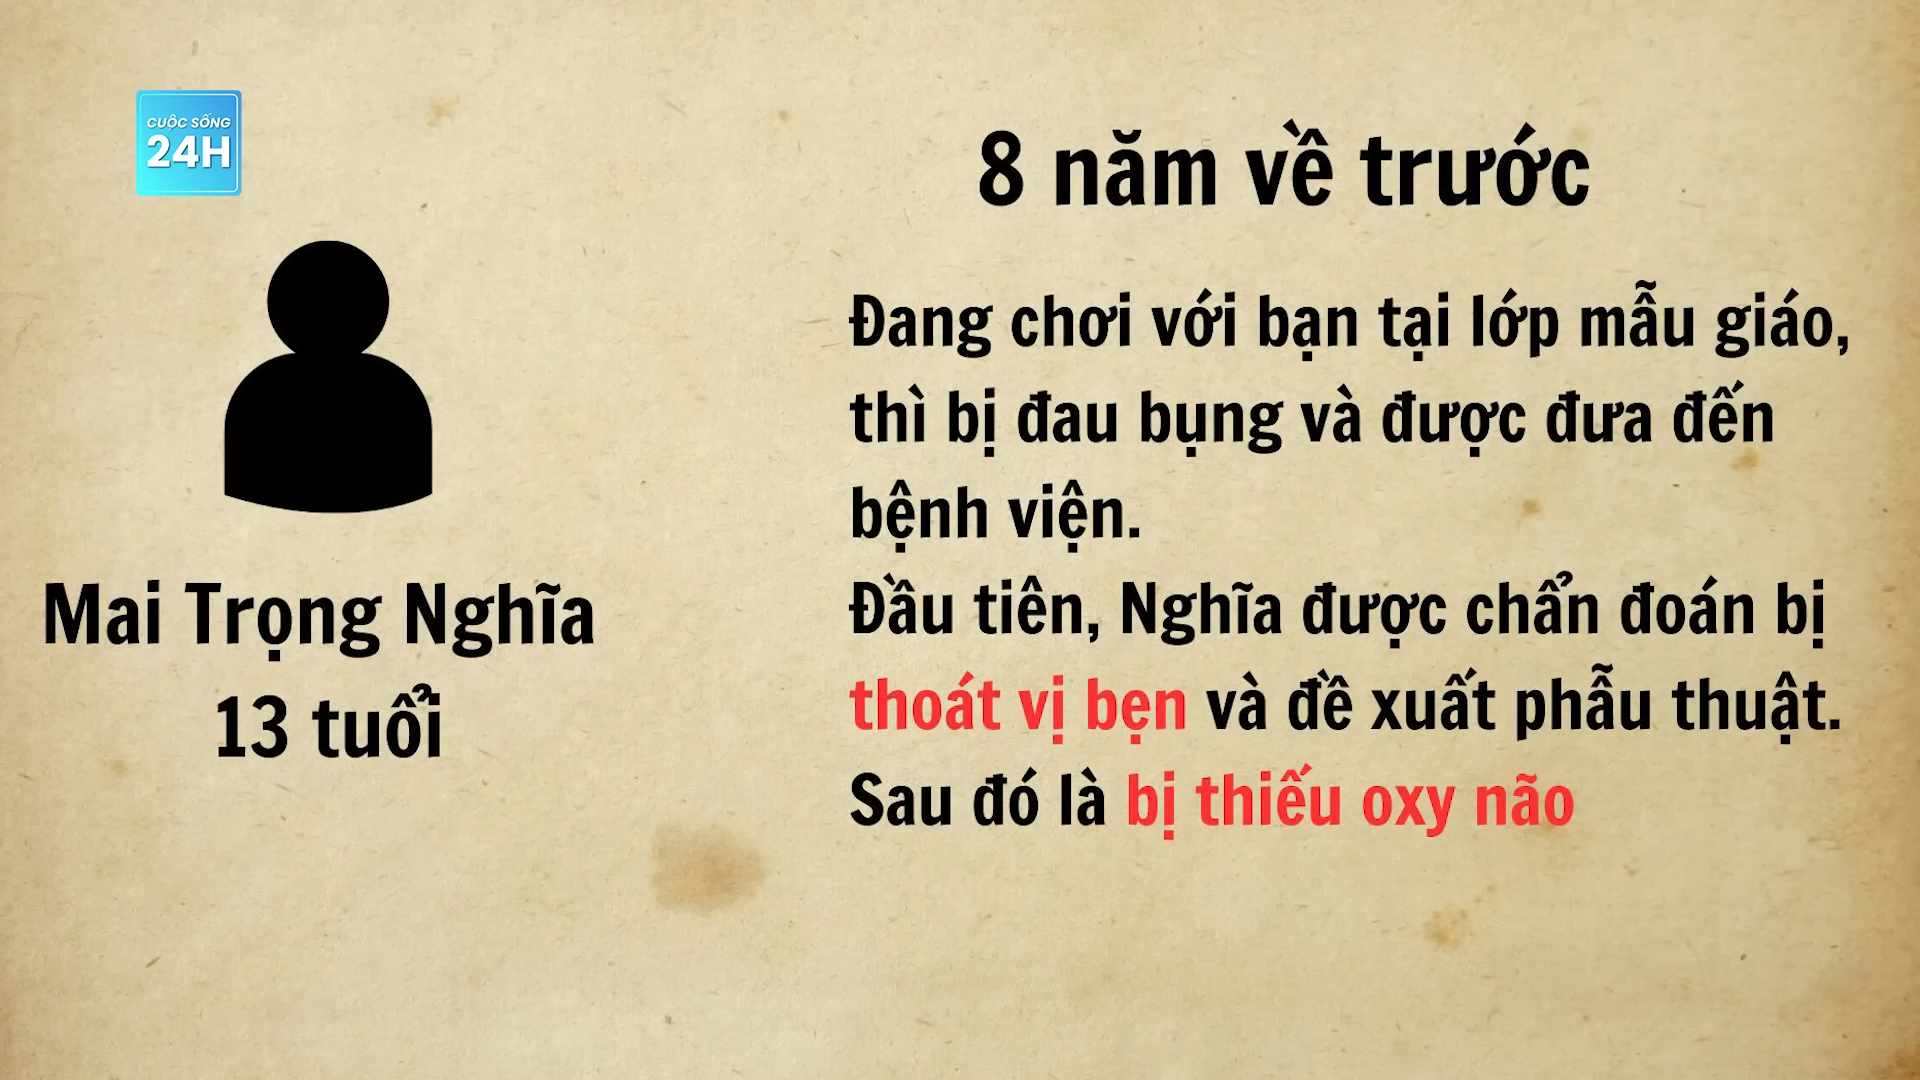 CUỘC SỐNG
24H
Mai Trọng Nghĩa
13 tuổi
8 năm về trước
Đang chơi với bạn tại lớp mẫu giáo,
thì bị đau bụng và được đưa đến
bệnh viện.
Đầu tiên, Nghĩa được chẩn đoán bị
thoát vị bẹn và đề xuất phẫu thuật.
Sau đó là bị thiếu oxy não